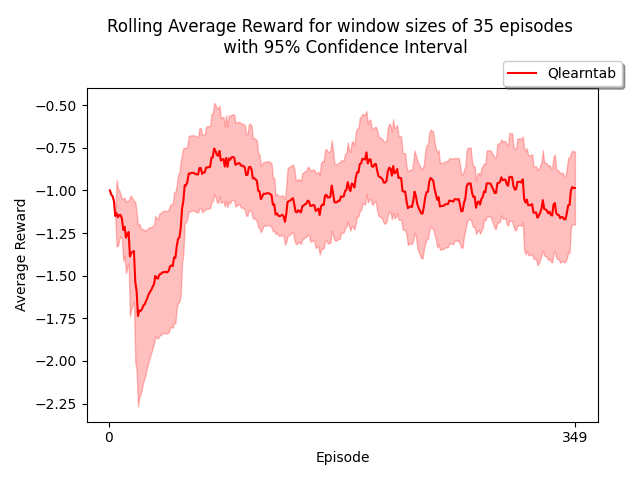 Rolling Average Reward for window sizes of 35 episodes
with 95% Confidence Interval
Qlearntab
−0.50
−0.75
−1.00
−1.25
−1.50
−1.75
−2.00
−2.25
Average Reward
0
349
Episode